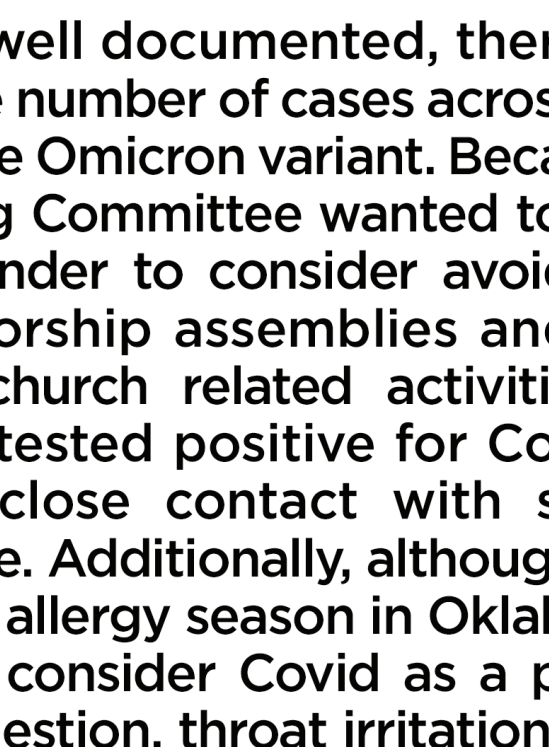 well documented, ther
e number of cases acros
e Omicron variant. Beca
g Committee wanted to
nder to consider avoid
orship assemblies and
church related activiti
tested positive for Co
close contact with s
e. Additionally, althoug
allergy season in Oklah
consider Covid as a p
estion, throat irritation